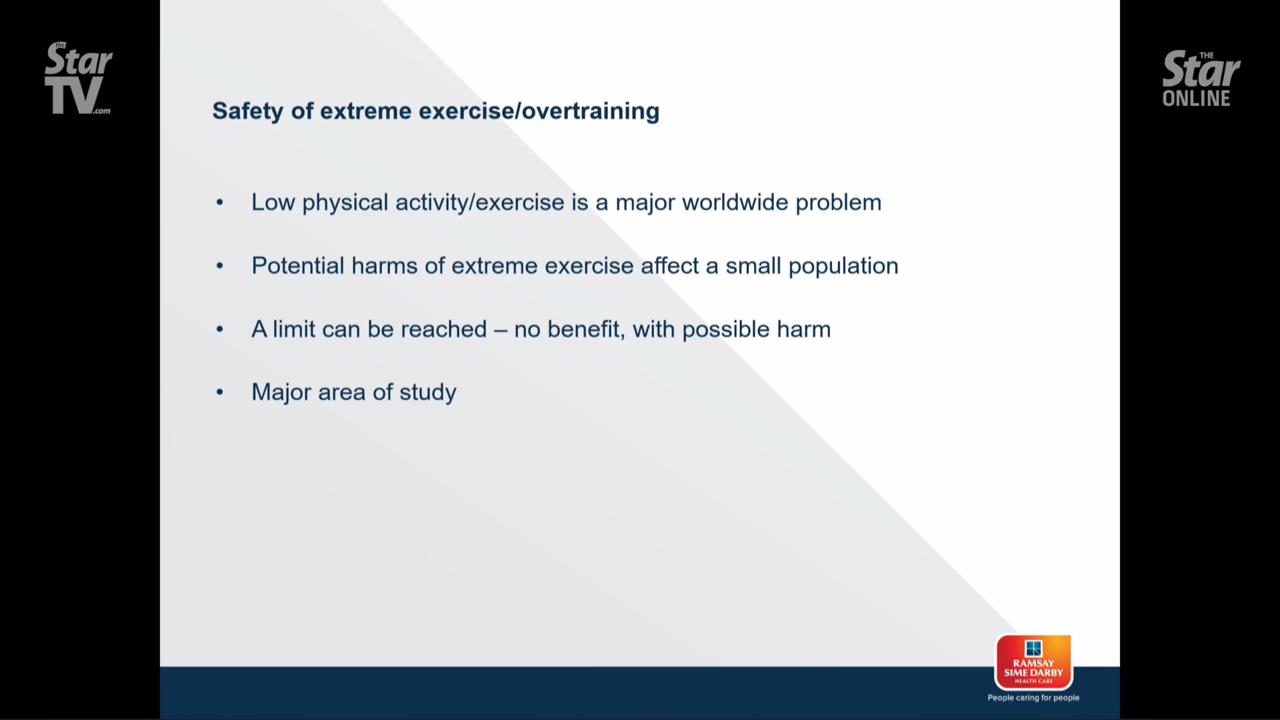 THE
Star
TV.com
THE
Star
ONLINE
Safety of extreme exercise/overtraining
• Low physical activity/exercise is a major worldwide problem
• Potential harms of extreme exercise affect a small population
• A limit can be reached – no benefit, with possible harm
• Major area of study
RAMSAY
SIME DARBY
HEALTH CARE
People caring for people